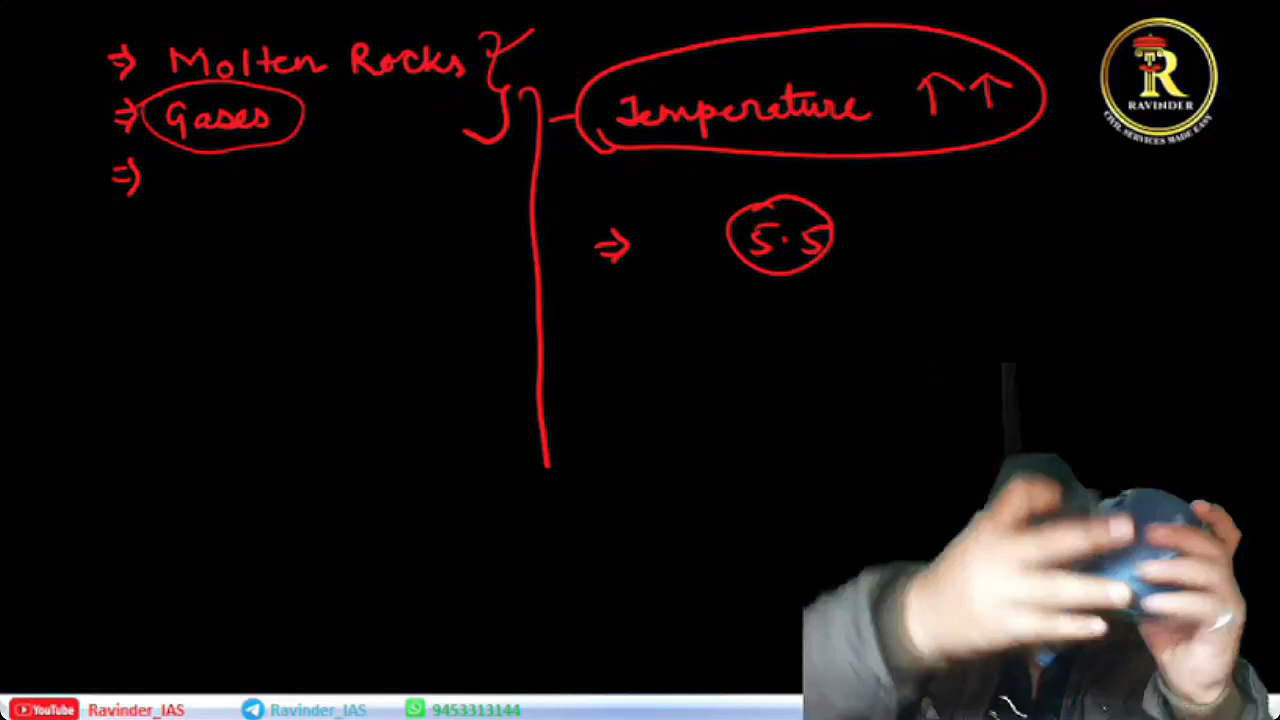 ⇒ Molten Rocks
⇒ Gases
⇒
Temperature ↑↑
⇒ 5.5
R
RAVINDER
CIVIL SERVICES MADE EASY
YouTube Ravinder_IAS
Ravinder_IAS
9453313144